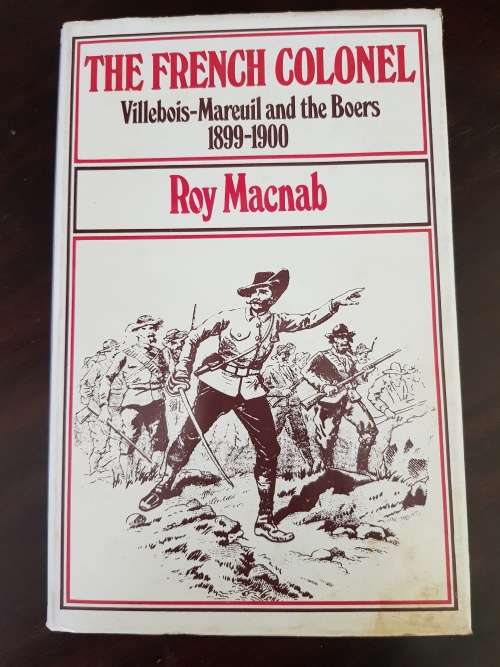 THE FRENCH COLONEL
Villebois-Mareuil and the Boers
1899-1900
Roy Macnab